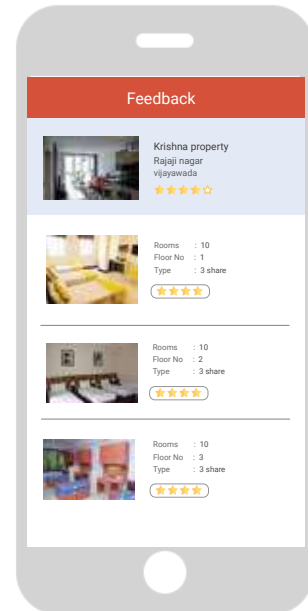 Feedback
Krishna property
Rajaji nagar
vijayawada
Rooms : 10
Floor No : 1
Type : 3 share
Rooms : 10
Floor No : 2
Type : 3 share
Rooms : 10
Floor No : 3
Type : 3 share